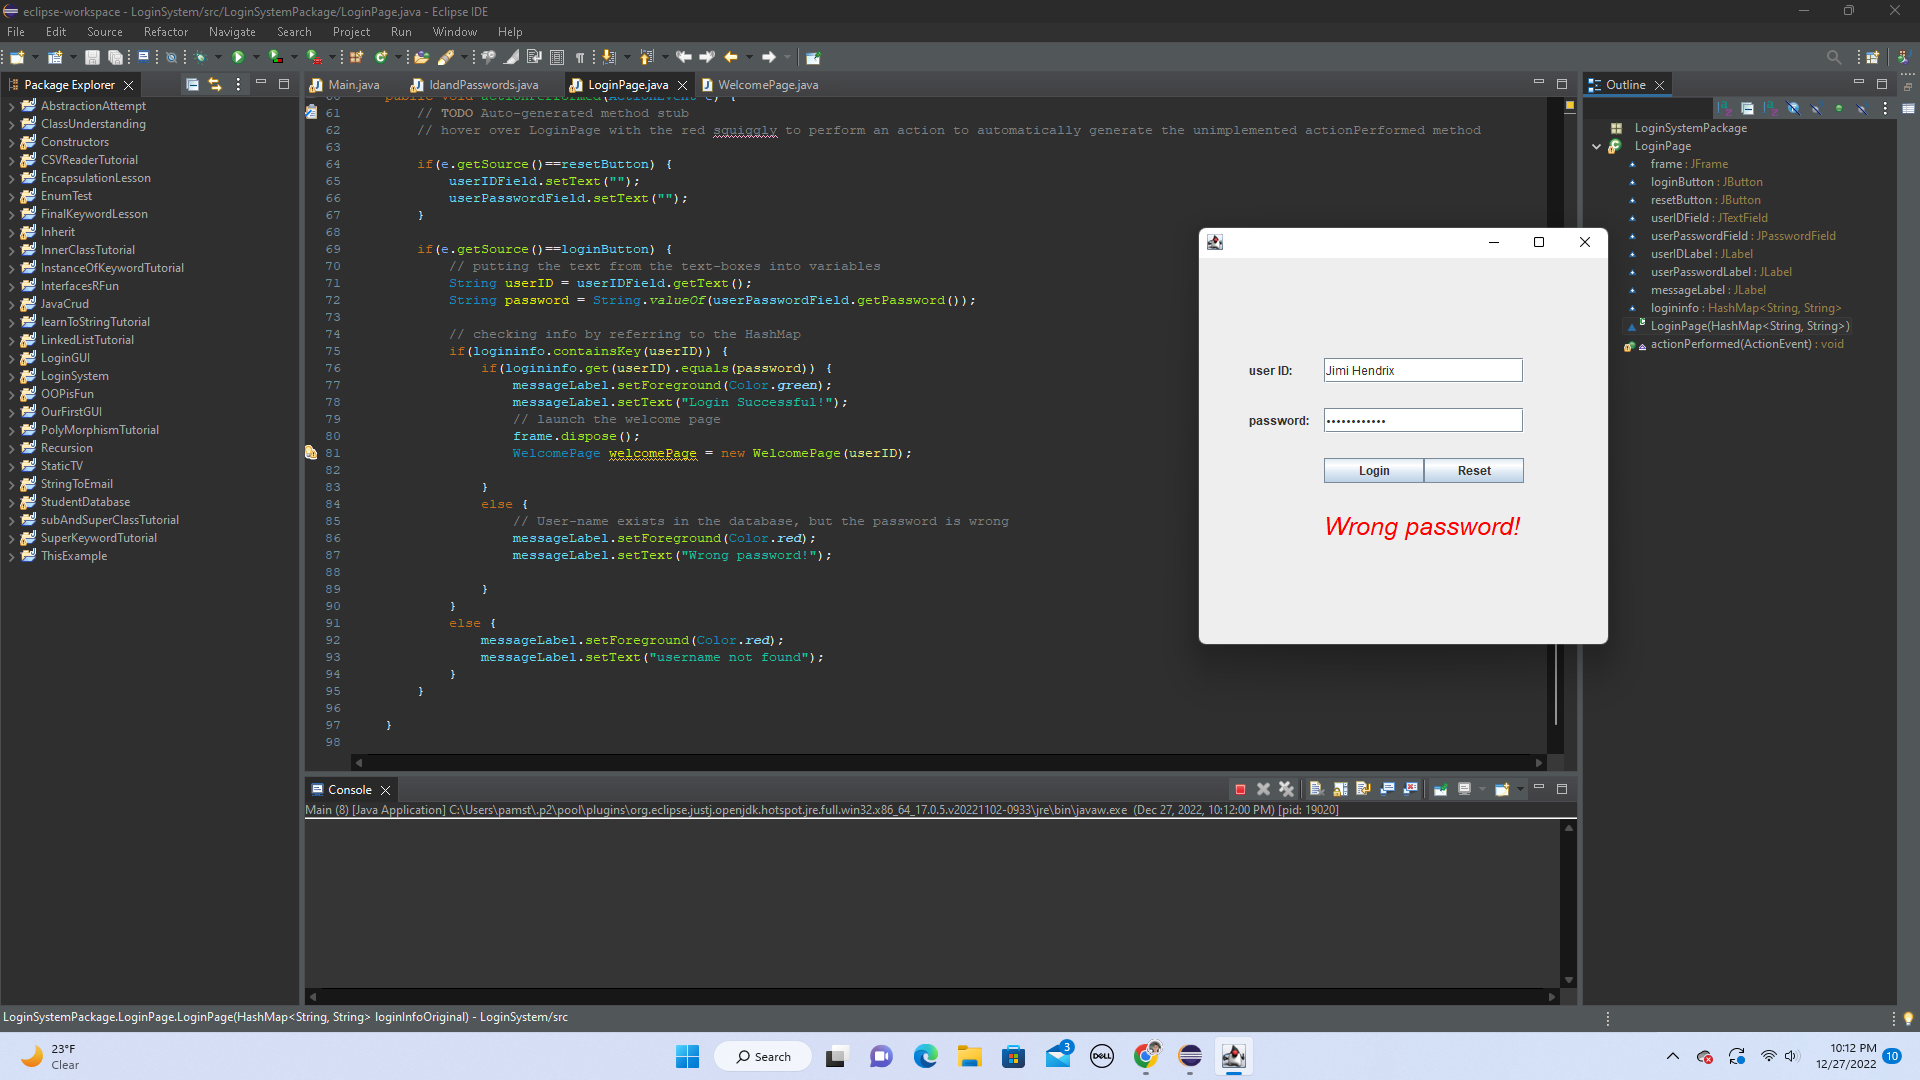 eclipse-workspace - LoginSystem/src/LoginSystemPackage/LoginPage.java - Eclipse IDE
File Edit Source Refactor Navigate Search Project Run Window Help
Package Explorer
AbstractionAttempt
ClassUnderstanding
Constructors
CSVReaderTutorial
EncapsulationLesson
EnumTest
FinalKeywordLesson
Inherit
InnerClassTutorial
InstanceOfKeywordTutorial
InterfacesRFun
JavaCrud
learnToStringTutorial
LinkedListTutorial
LoginGUI
LoginSystem
OOPisFun
OurFirstGUI
PolyMorphismTutorial
Recursion
StaticTV
StringToEmail
StudentDatabase
subAndSuperClassTutorial
SuperKeywordTutorial
ThisExample
Main.java IdandPasswords.java LoginPage.java WelcomePage.java
60 public void actionPerformed(ActionEvent e) {
61 // TODO Auto-generated method stub
62 // hover over LoginPage with the red squiggly to perform an action to automatically generate the unimplemented actionPerformed method
63
64 if(e.getSource()==resetButton) {
65 userIDField.setText("");
66 userPasswordField.setText("");
67 }
68
69 if(e.getSource()==loginButton) {
70 // putting the text from the text-boxes into variables
71 String userID = userIDField.getText();
72 String password = String.valueOf(userPasswordField.getPassword());
73
74 // checking info by referring to the HashMap
75 if(logininfo.containsKey(userID)) {
76 if(logininfo.get(userID).equals(password)) {
77 messageLabel.setForeground(Color.green);
78 messageLabel.setText("Login Successful!");
79 // launch the welcome page
80 frame.dispose();
81 WelcomePage welcomePage = new WelcomePage(userID);
82
83 }
84 else {
85 // User-name exists in the database, but the password is wrong
86 messageLabel.setForeground(Color.red);
87 messageLabel.setText("Wrong password!");
88
89 }
90 }
91 else {
92 messageLabel.setForeground(Color.red);
93 messageLabel.setText("username not found");
94 }
95 }
96
97 }
98
user ID: Jimi Hendrix
password: ••••••••••••
Login Reset
Wrong password!
Outline
LoginSystemPackage
LoginPage
frame : JFrame
loginButton : JButton
resetButton : JButton
userIDField : JTextField
userPasswordField : JPasswordField
userIDLabel : JLabel
userPasswordLabel : JLabel
messageLabel : JLabel
logininfo : HashMap<String, String>
LoginPage(HashMap<String, String>)
actionPerformed(ActionEvent) : void
Console
Main (8) [Java Application] C:\Users\pamst\.p2\pool\plugins\org.eclipse.justj.openjdk.hotspot.jre.full.win32.x86_64_17.0.5.v20221102-0933\jre\bin\javaw.exe (Dec 27, 2022, 10:12:00 PM) [pid: 19020]
LoginSystemPackage.LoginPage.LoginPage(HashMap<String, String> loginInfoOriginal) - LoginSystem/src
23°F
Clear
Search
3
DELL
10:12 PM
12/27/2022
10